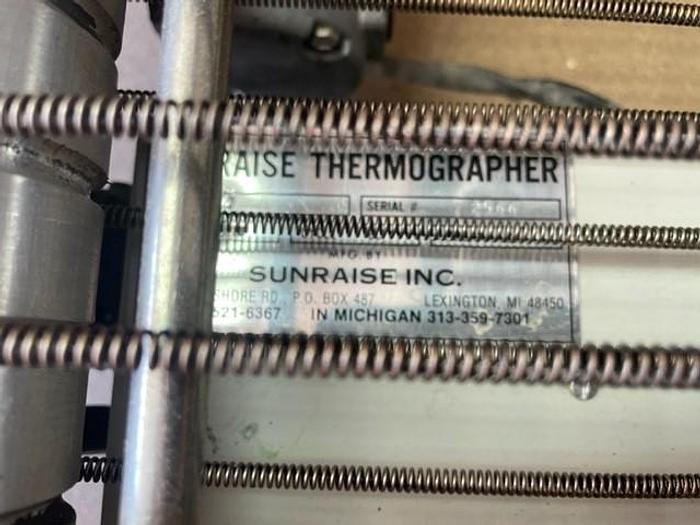 RAISE THERMOGRAPHER
SERIAL # 2566
MFG BY
SUNRAISE INC.
SHORE RD., P.O. BOX 487 LEXINGTON, MI 48450
521-6367 IN MICHIGAN 313-359-7301